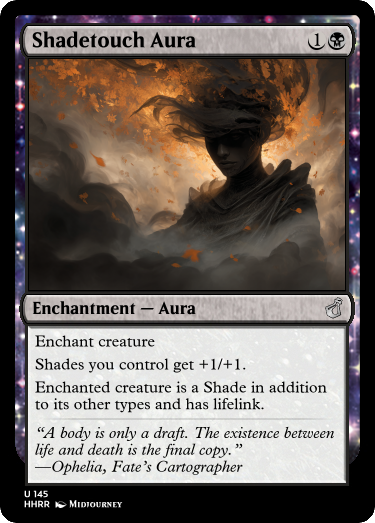 Shadetouch Aura 1
Enchantment — Aura
Enchant creature
Shades you control get +1/+1.
Enchanted creature is a Shade in addition
to its other types and has lifelink.
“A body is only a draft. The existence between
life and death is the final copy.”
—Ophelia, Fate’s Cartographer
U 145
HHRR Midjourney